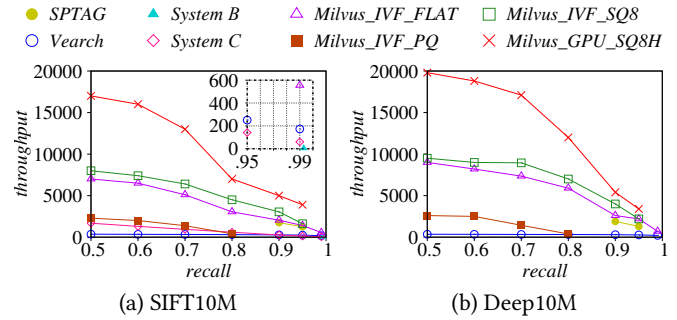 SPTAG System B Milvus_IVF_FLAT Milvus_IVF_SQ8
Vearch System C Milvus_IVF_PQ Milvus_GPU_SQ8H
throughput
20000
15000
10000
5000
0
0.5 0.6 0.7 0.8 0.9 1
recall
600
400
200
0
.95 .99
(a) SIFT10M
throughput
20000
15000
10000
5000
0
0.5 0.6 0.7 0.8 0.9 1
recall
(b) Deep10M